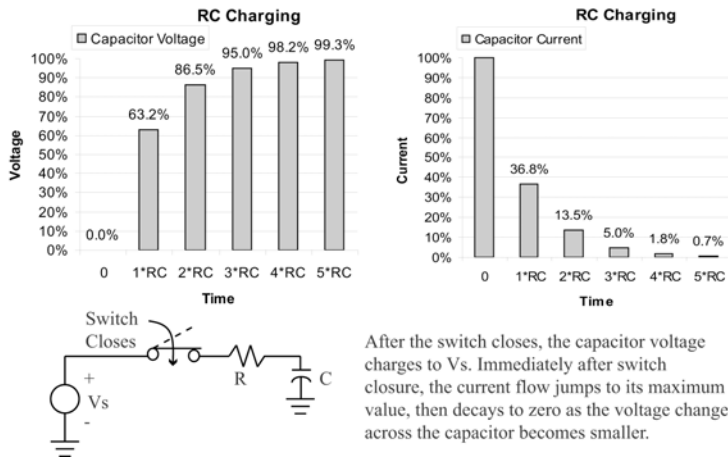 RC Charging
Capacitor Voltage
100%
90%
80%
70%
60%
50%
40%
30%
20%
10%
0%
Voltage
0.0%
63.2%
86.5%
95.0%
98.2%
99.3%
0 1*RC 2*RC 3*RC 4*RC 5*RC
Time
RC Charging
Capacitor Current
100%
90%
80%
70%
60%
50%
40%
30%
20%
10%
0%
Current
36.8%
13.5%
5.0%
1.8%
0.7%
0 1*RC 2*RC 3*RC 4*RC 5*RC
Time
Switch
Closes
R
C
+
Vs
-
After the switch closes, the capacitor voltage
charges to Vs. Immediately after switch
closure, the current flow jumps to its maximum
value, then decays to zero as the voltage change
across the capacitor becomes smaller.